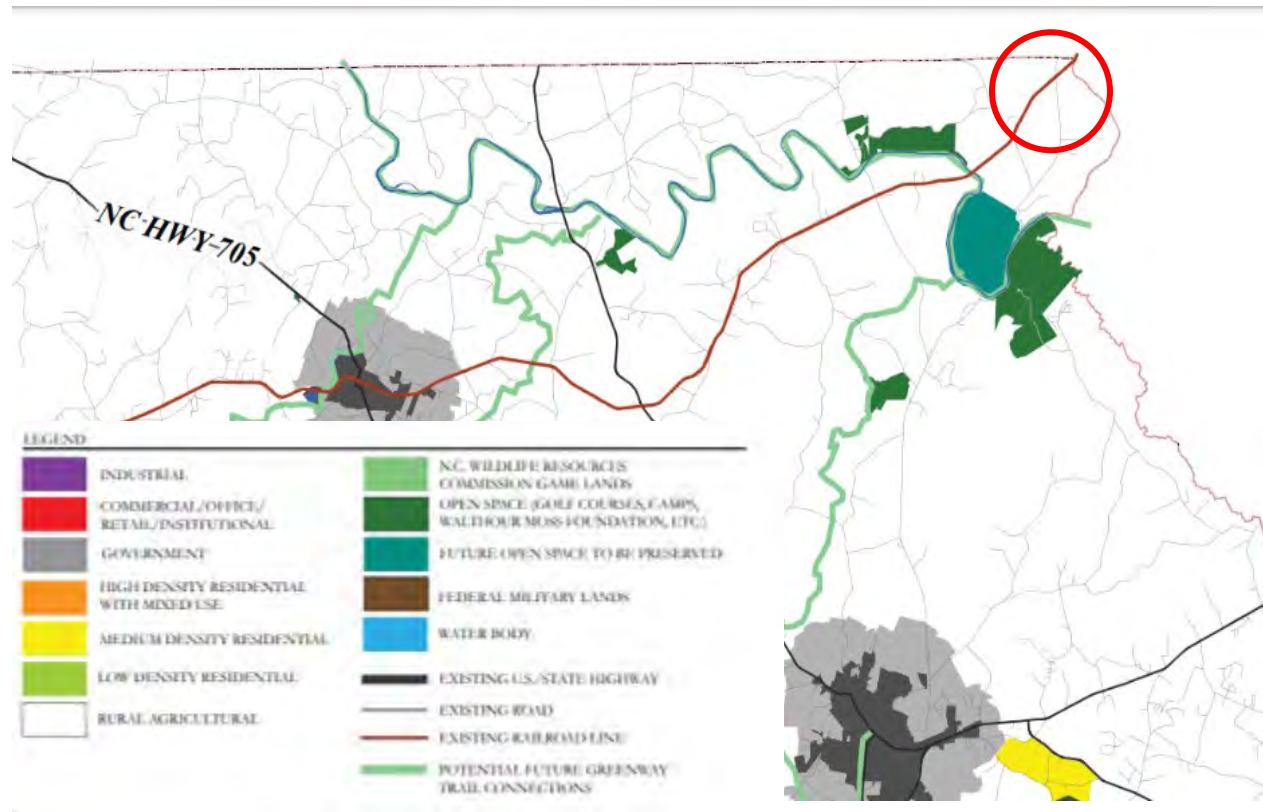 NC HWY-705
LEGEND
INDUSTRIAL
COMMERCIAL/OFFICE/
RETAIL/INSTITUTIONAL
GOVERNMENT
HIGH DENSITY RESIDENTIAL
WITH MIXED USE
MEDIUM DENSITY RESIDENTIAL
LOW DENSITY RESIDENTIAL
RURAL AGRICULTURAL
N.C. WILDLIFE RESOURCES
COMMISSION GAME LANDS
OPEN SPACE (GOLF COURSES, CAMPS,
WALTHOUR MOSS FOUNDATION, ETC.)
FUTURE OPEN SPACE TO BE PRESERVED
FEDERAL MILITARY LANDS
WATER BODY
EXISTING U.S./STATE HIGHWAY
EXISTING ROAD
EXISTING RAILROAD LINE
POTENTIAL FUTURE GREENWAY
TRAIL CONNECTIONS